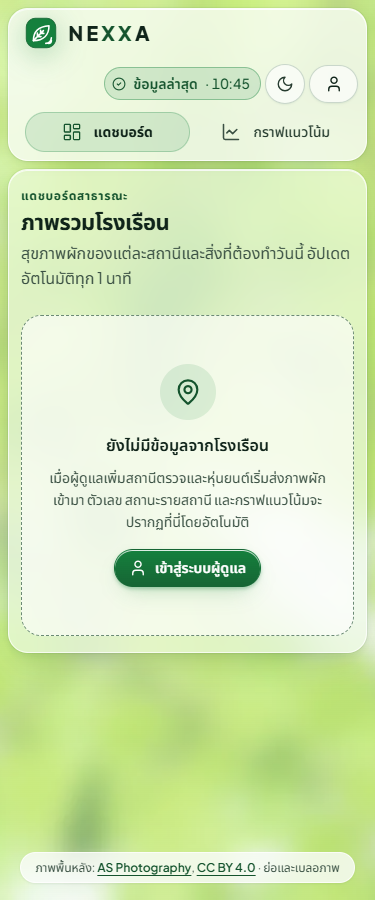 NEXXA
ข้อมูลล่าสุด · 10:45
แดชบอร์ด
กราฟแนวโน้ม
แดชบอร์ดสาธารณะ
ภาพรวมโรงเรือน
สุขภาพผักของแต่ละสถานีและสิ่งที่ต้องทำวันนี้ อัปเดต
อัตโนมัติทุก 1 นาที
ยังไม่มีข้อมูลจากโรงเรือน
เมื่อผู้ดูแลเพิ่มสถานีตรวจและหุ่นยนต์เริ่มส่งภาพผัก
เข้ามา ตัวเลข สถานะรายสถานี และกราฟแนวโน้มจะ
ปรากฏที่นี่โดยอัตโนมัติ
เข้าสู่ระบบผู้ดูแล
ภาพพื้นหลัง: AS Photography, CC BY 4.0 · ย่อและเบลอภาพ